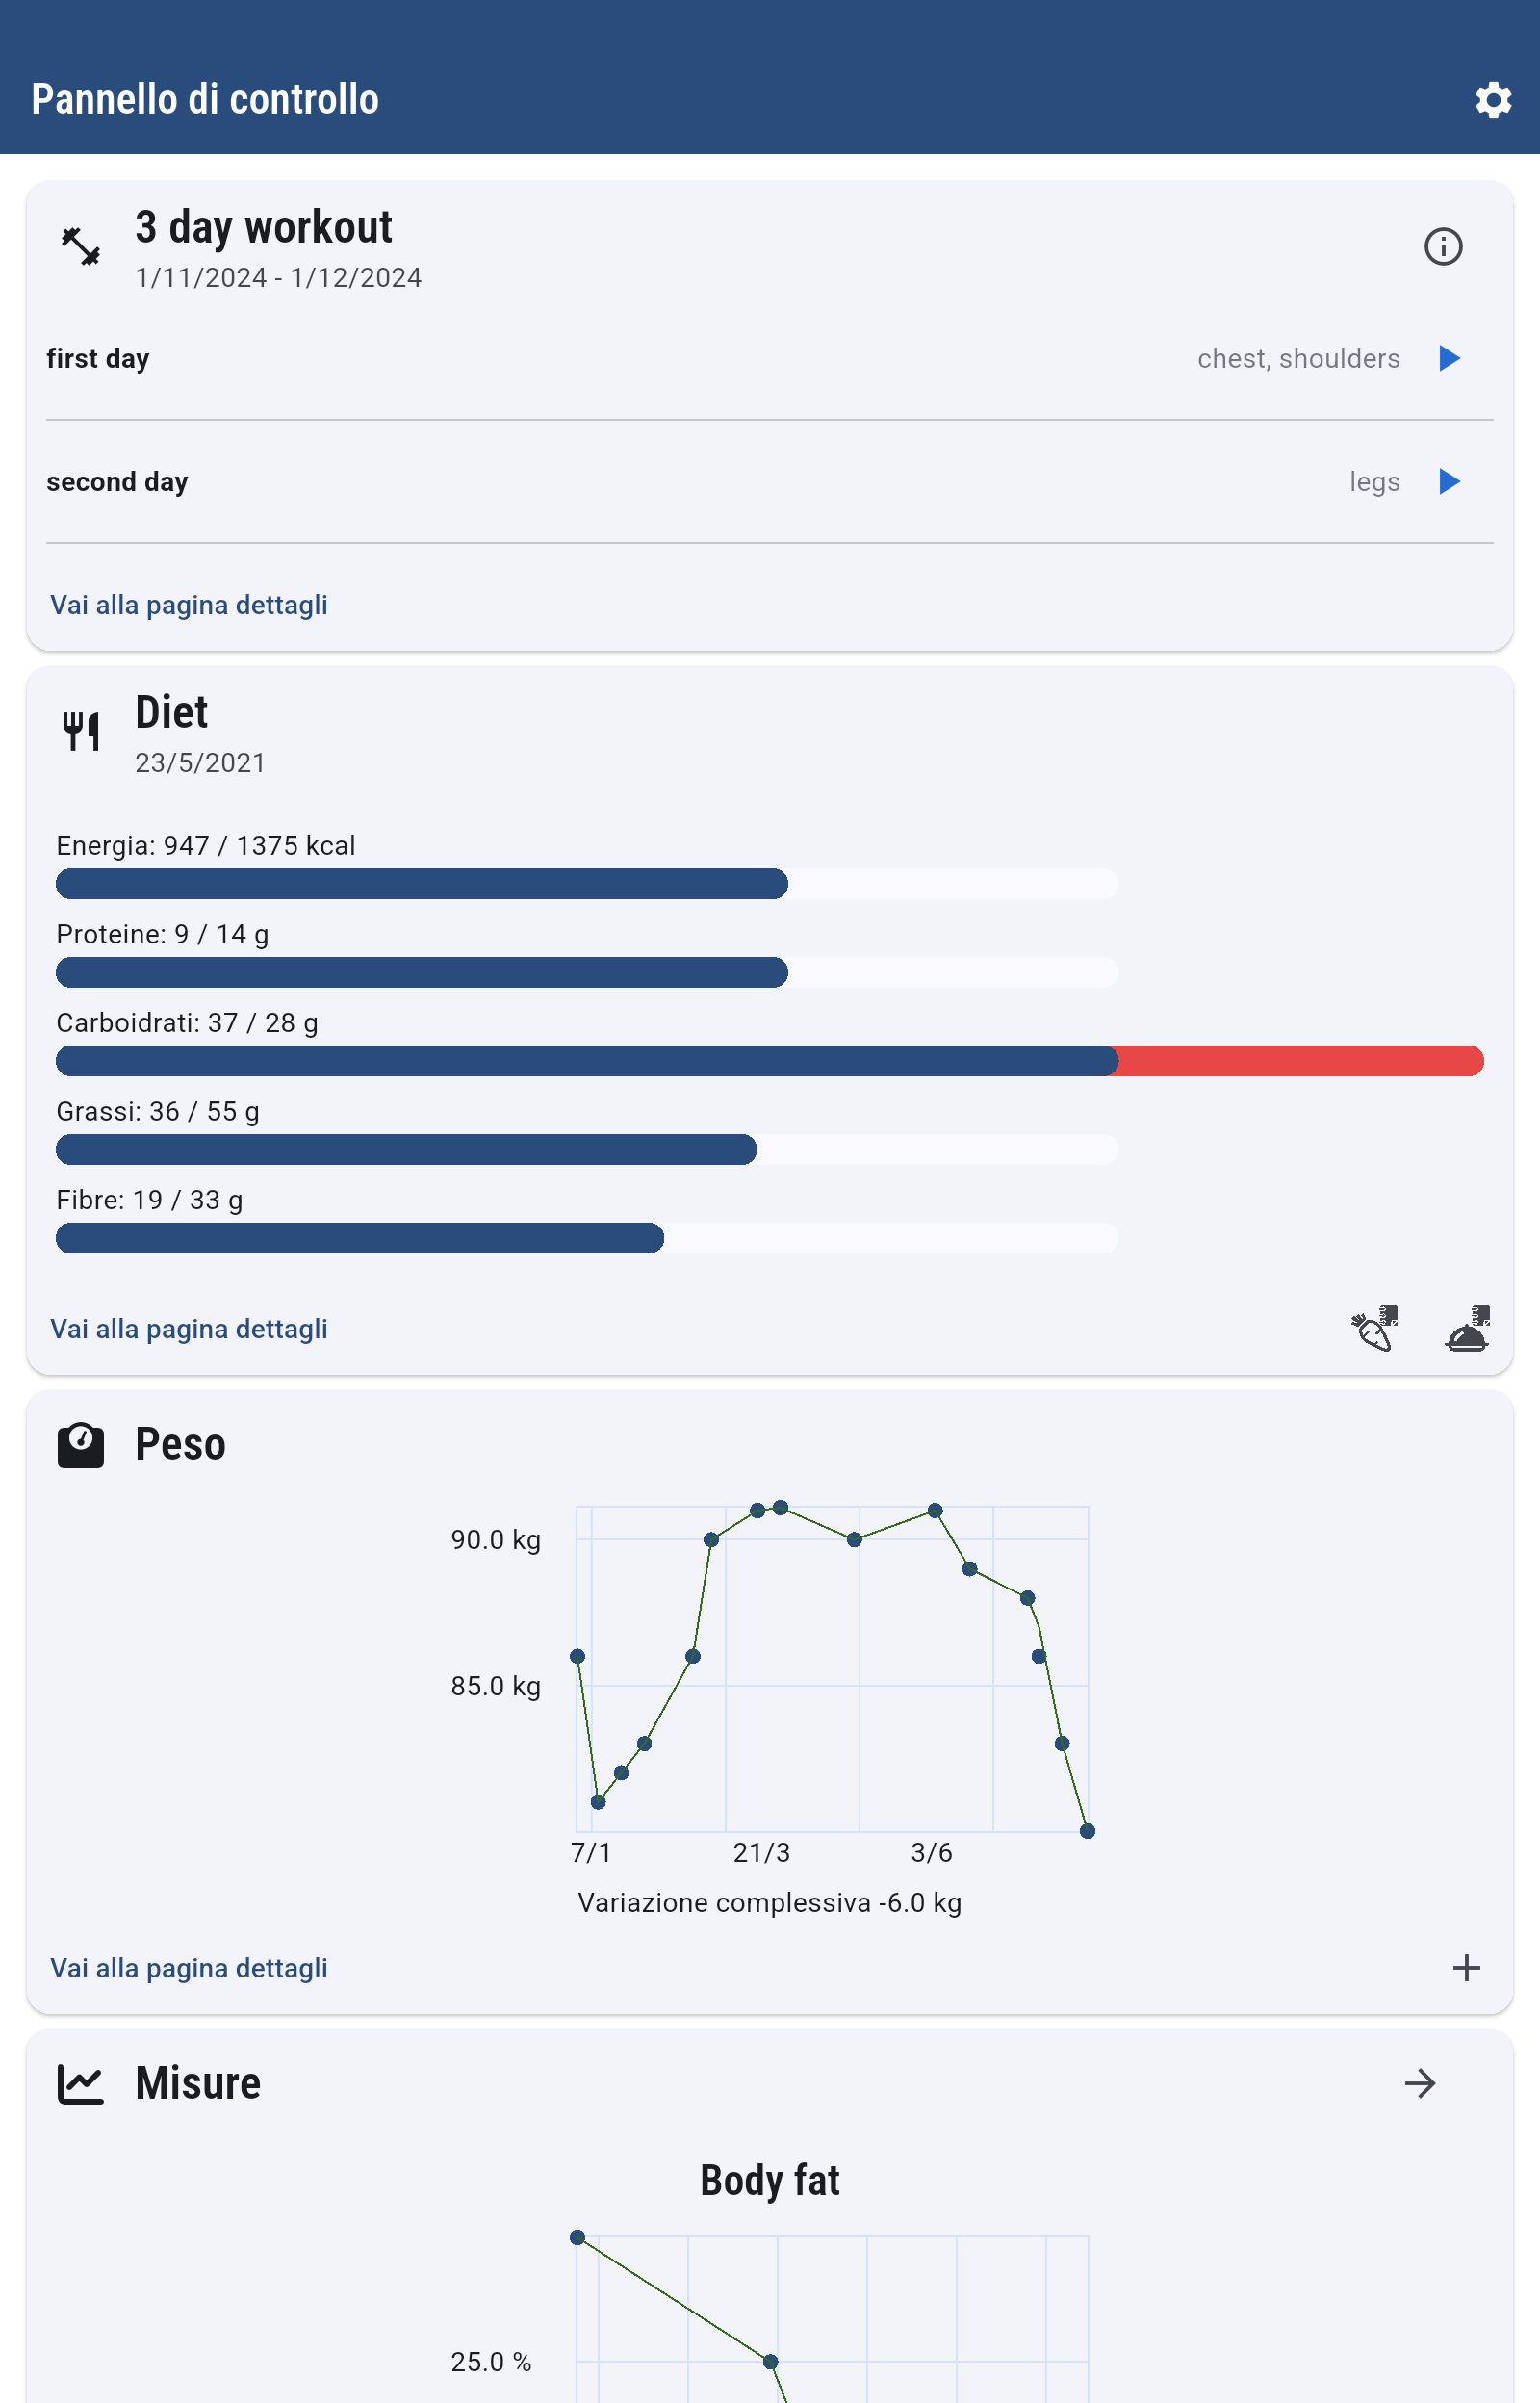 Pannello di controllo
3 day workout
1/11/2024 - 1/12/2024
first day
chest, shoulders
second day
legs
Vai alla pagina dettagli
Diet
23/5/2021
Energia: 947 / 1375 kcal
Proteine: 9 / 14 g
Carboidrati: 37 / 28 g
Grassi: 36 / 55 g
Fibre: 19 / 33 g
Vai alla pagina dettagli
Peso
90.0 kg
85.0 kg
7/1
21/3
3/6
Variazione complessiva -6.0 kg
Vai alla pagina dettagli
Misure
Body fat
25.0 %